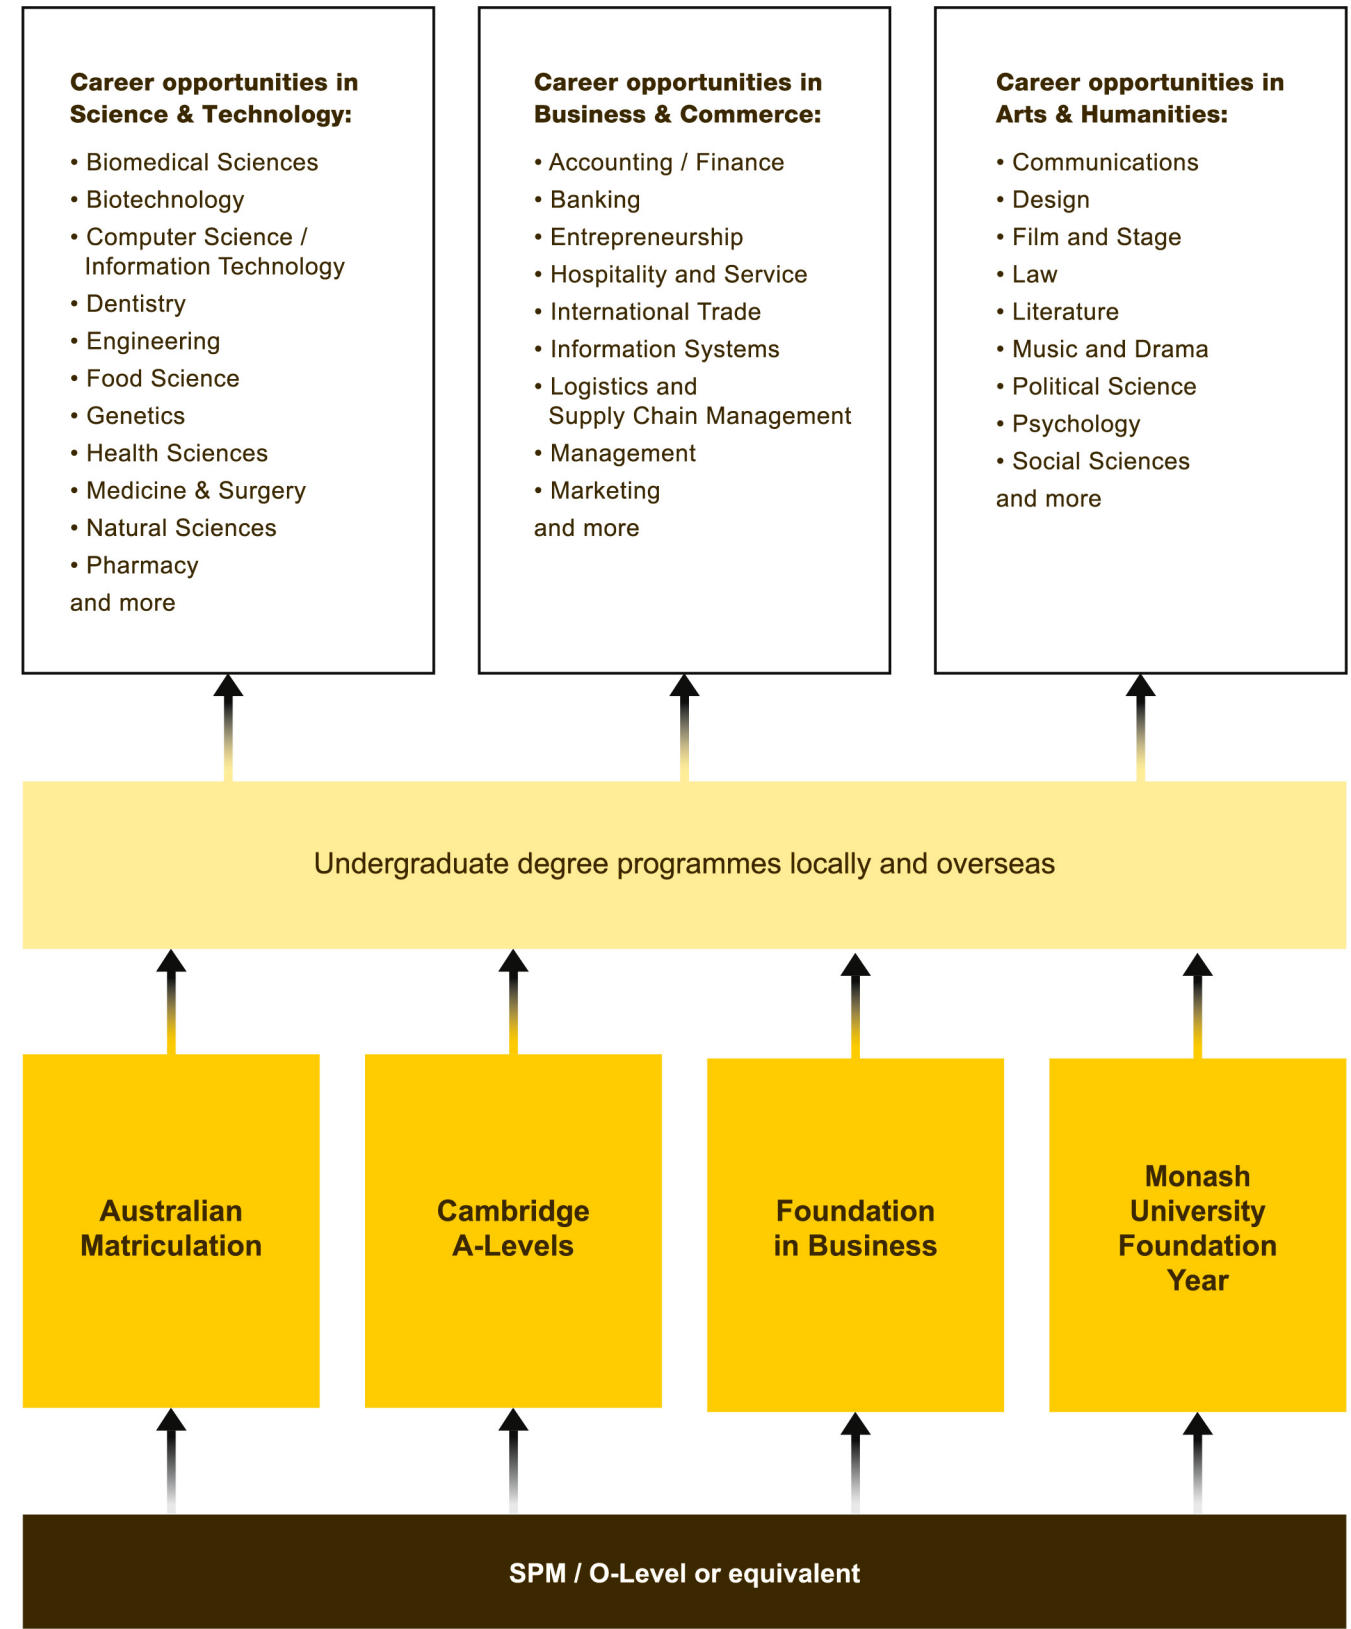 Career opportunities in
Science & Technology:
• Biomedical Sciences
• Biotechnology
• Computer Science /
Information Technology
• Dentistry
• Engineering
• Food Science
• Genetics
• Health Sciences
• Medicine & Surgery
• Natural Sciences
• Pharmacy
and more
Career opportunities in
Business & Commerce:
• Accounting / Finance
• Banking
• Entrepreneurship
• Hospitality and Service
• International Trade
• Information Systems
• Logistics and
Supply Chain Management
• Management
• Marketing
and more
Career opportunities in
Arts & Humanities:
• Communications
• Design
• Film and Stage
• Law
• Literature
• Music and Drama
• Political Science
• Psychology
• Social Sciences
and more
Undergraduate degree programmes locally and overseas
Australian
Matriculation
Cambridge
A-Levels
Foundation
in Business
Monash
University
Foundation
Year
SPM / O-Level or equivalent